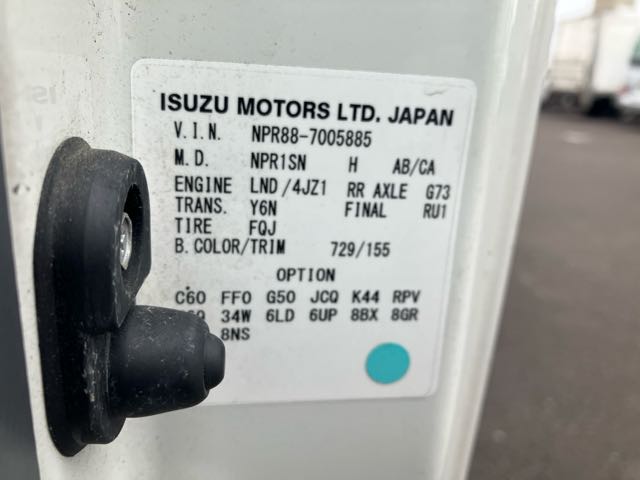 ISUZU MOTORS LTD. JAPAN
V.I.N. NPR88-7005885
M.D. NPR1SN H AB/CA
ENGINE LND/4JZ1 RR AXLE G73
TRANS. Y6N FINAL RU1
TIRE FQJ
B.COLOR/TRIM 729/155
OPTION
C60 FF0 G50 JCQ K44 RPV
34W 6LD 6UP 8BX 8GR
8NS